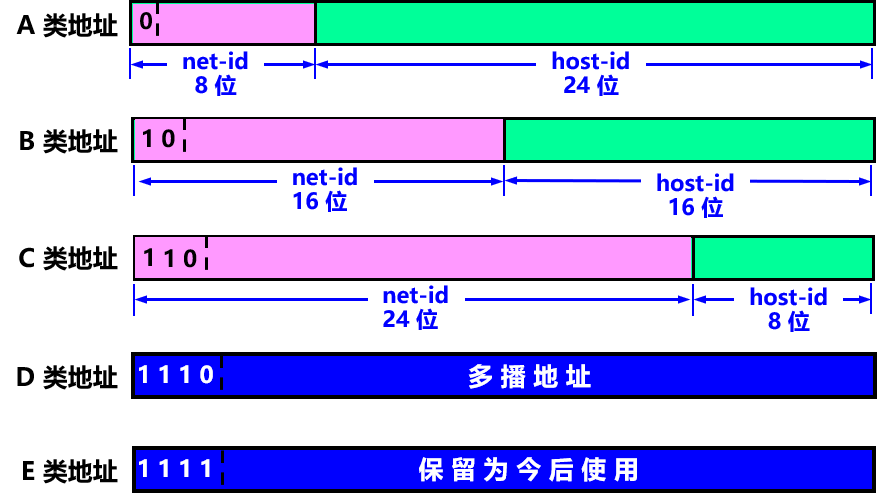 A 类地址
0
net-id
8 位
host-id
24 位
B 类地址
1 0
net-id
16 位
host-id
16 位
C 类地址
1 1 0
net-id
24 位
host-id
8 位
D 类地址
1 1 1 0
多播地址
E 类地址
1 1 1 1
保留为今后使用